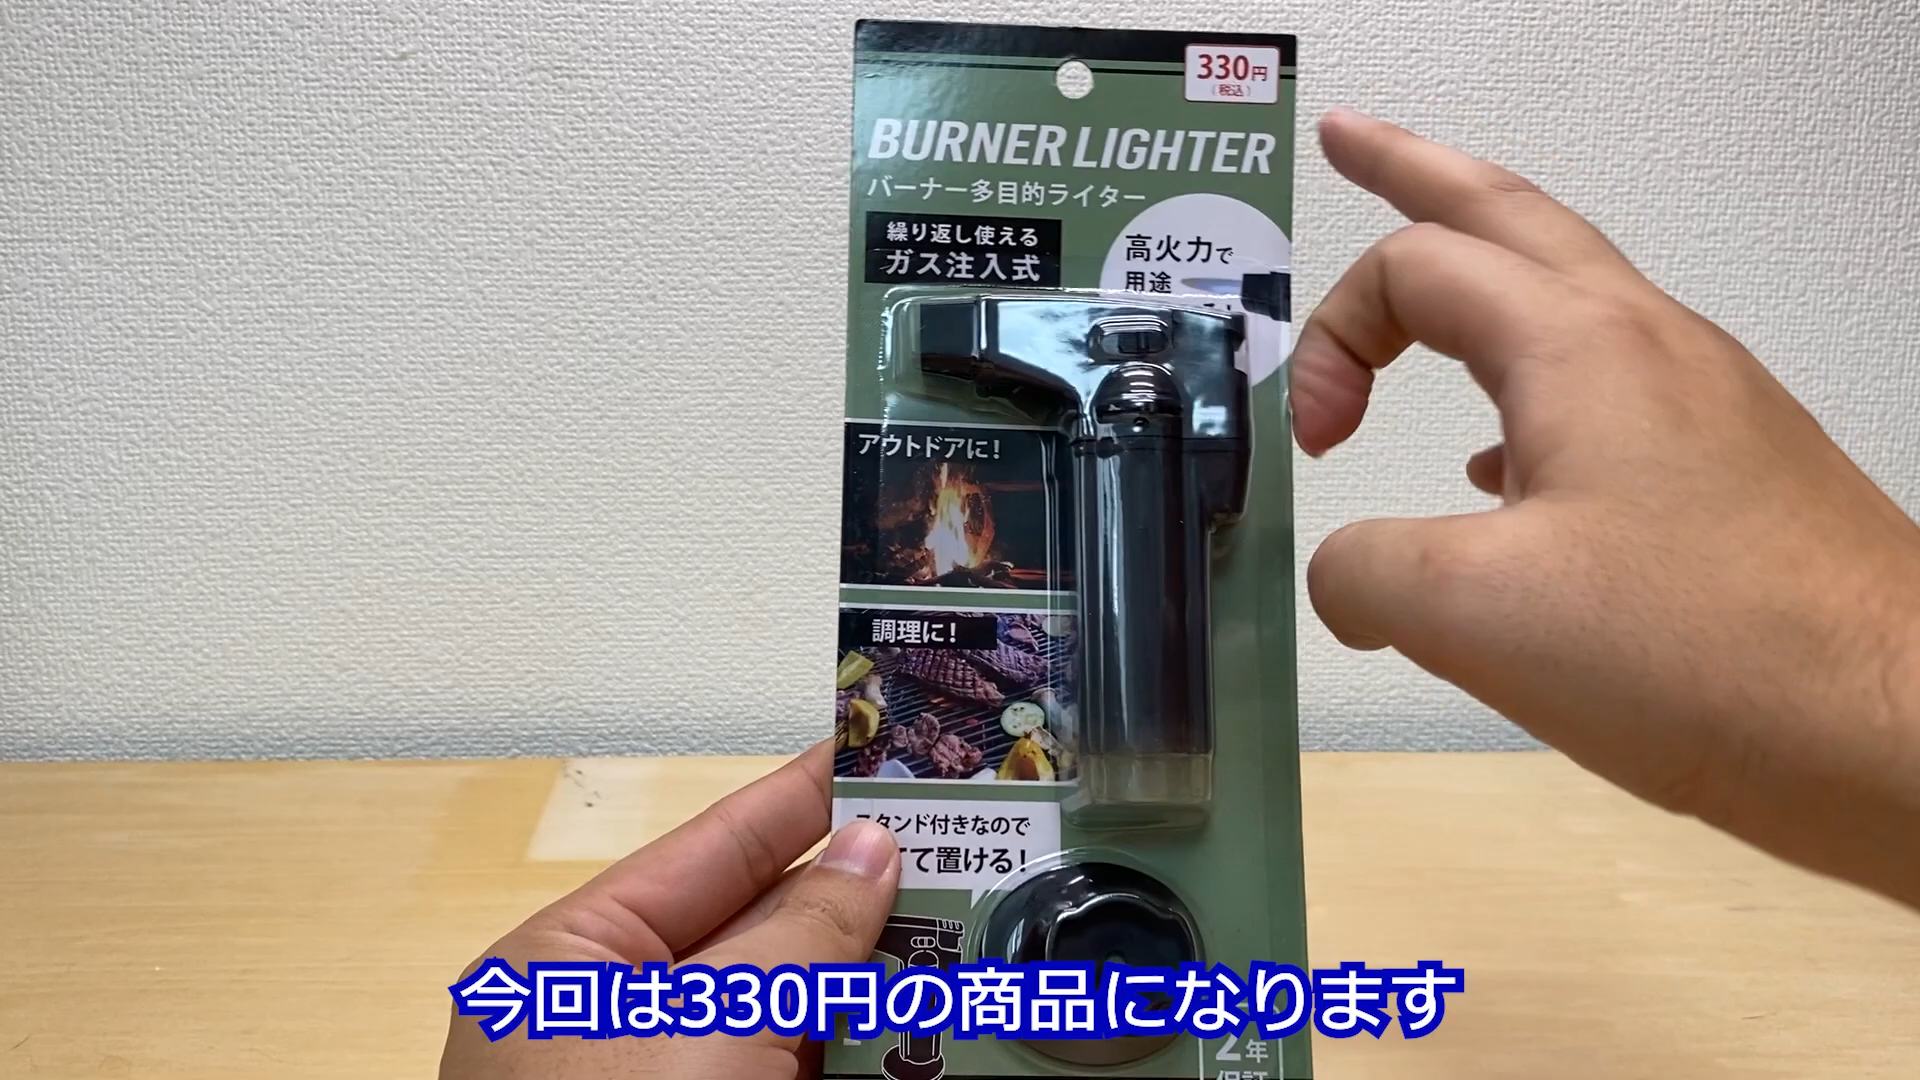 330円
(税込)
BURNER LIGHTER
バーナー多目的ライター
繰り返し使える
ガス注入式
高火力で
用途
アウトドアに!
調理に!
スタンド付きなので
て置ける!
今回は330円の商品になります
2年
保証